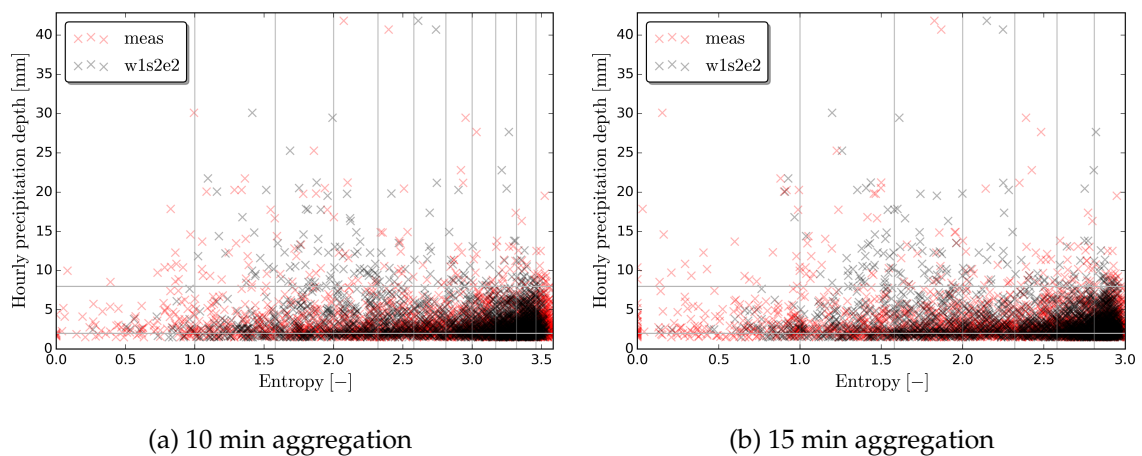 40
35
30
25
20
15
10
5
0
Hourly precipitation depth [mm]
meas
w1s2e2
0.0 0.5 1.0 1.5 2.0 2.5 3.0 3.5
Entropy [−]
(a) 10 min aggregation
40
35
30
25
20
15
10
5
0
Hourly precipitation depth [mm]
meas
w1s2e2
0.0 0.5 1.0 1.5 2.0 2.5 3.0
Entropy [−]
(b) 15 min aggregation